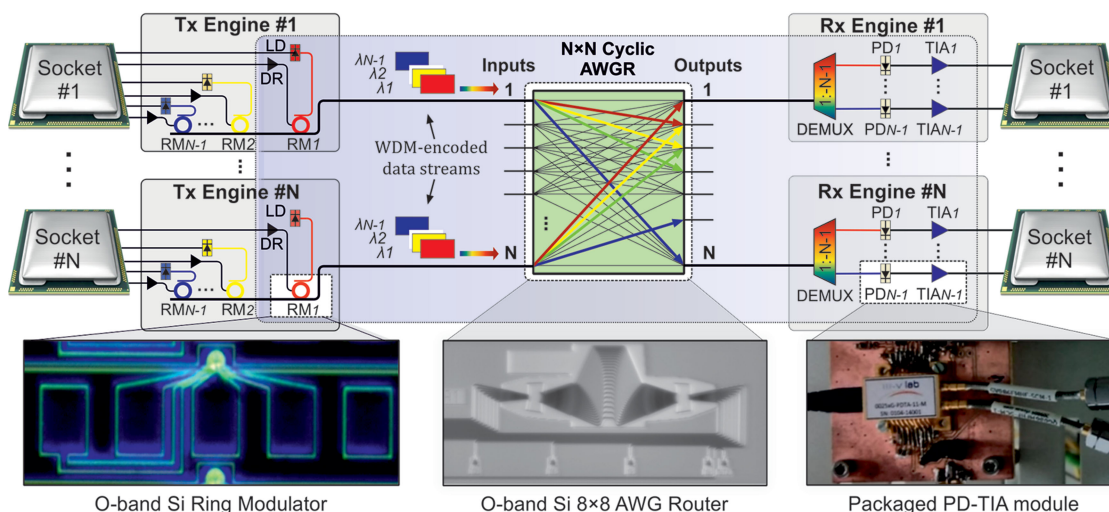 Tx Engine #1
Socket
#1
LD
DR
RMN-1
RM2
RM1
λN-1
λ2
λ1
Inputs
1
N×N Cyclic
AWGR
Outputs
1
Rx Engine #1
1:-N-1
DEMUX
PD1
TIA1
PDN-1
TIAN-1
Socket
#1
WDM-encoded
data streams
Tx Engine #N
Socket
#N
LD
DR
RMN-1
RM2
RM1
λN-1
λ2
λ1
N
N
Rx Engine #N
1:-N-1
DEMUX
PD1
TIA1
PDN-1
TIAN-1
Socket
#N
lab
O-band Si Ring Modulator
O-band Si 8×8 AWG Router
Packaged PD-TIA module